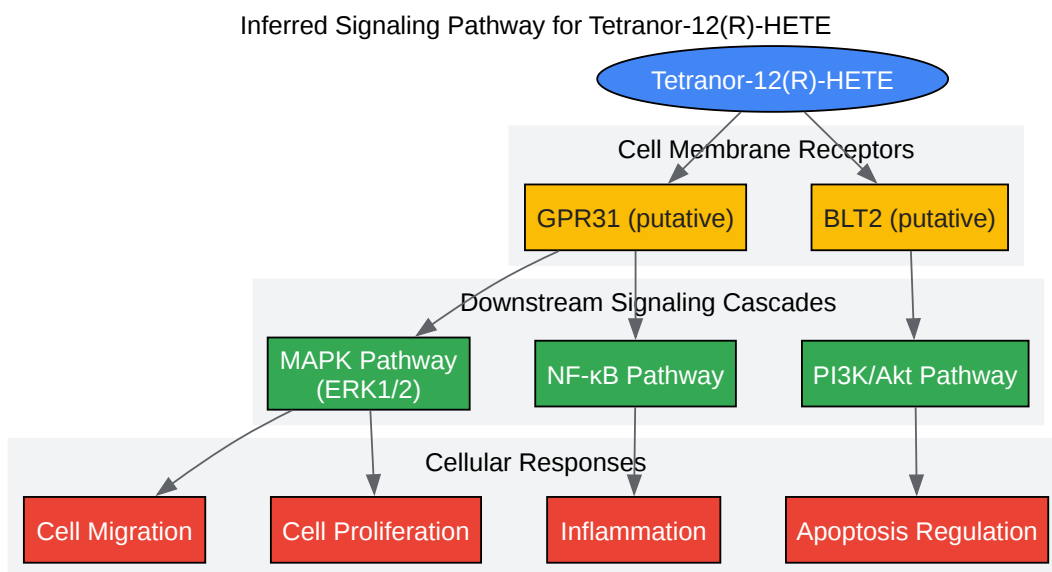 Inferred Signaling Pathway for Tetranor-12(R)-HETE
Tetranor-12(R)-HETE
Cell Membrane Receptors
GPR31 (putative)
BLT2 (putative)
Downstream Signaling Cascades
MAPK Pathway
(ERK1/2)
NF-κB Pathway
PI3K/Akt Pathway
Cellular Responses
Cell Migration
Cell Proliferation
Inflammation
Apoptosis Regulation